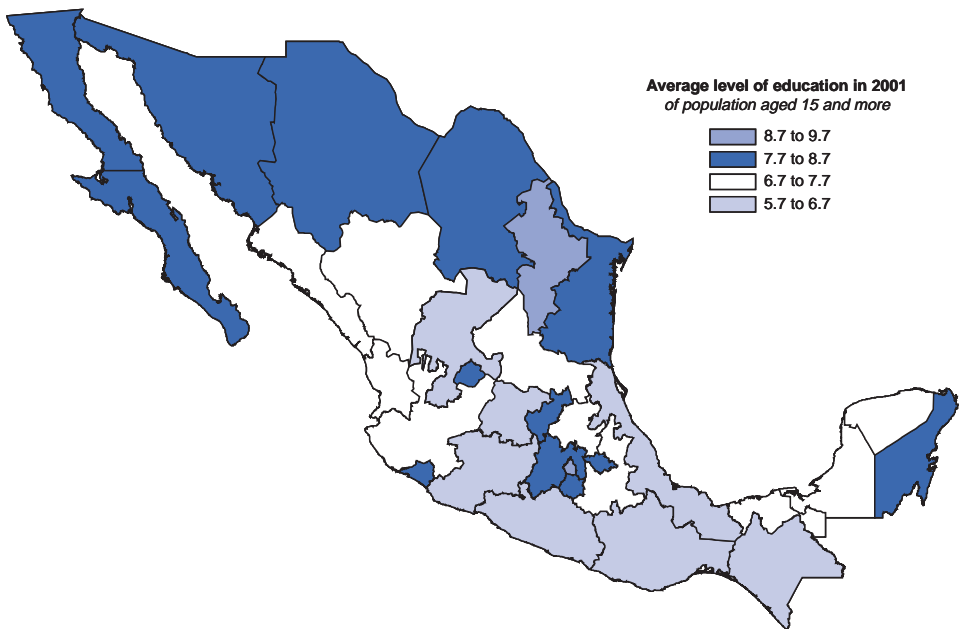 Average level of education in 2001
of population aged 15 and more
8.7 to 9.7
7.7 to 8.7
6.7 to 7.7
5.7 to 6.7